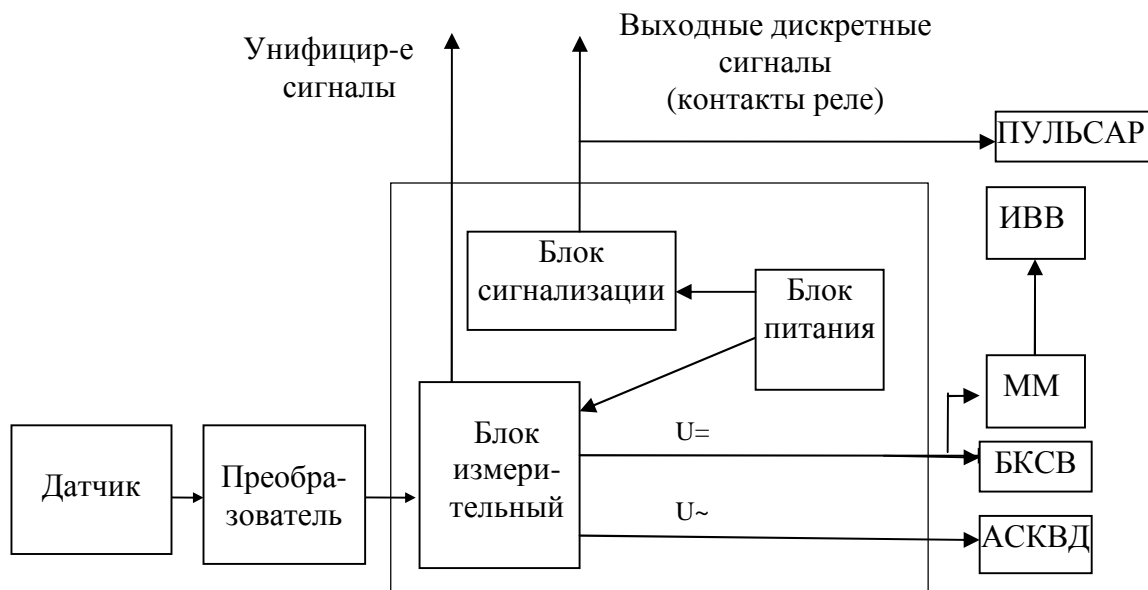 Унифицир-е
сигналы
Выходные дискретные
сигналы
(контакты реле)
ПУЛЬСАР
ИВВ
Блок
сигнализации
Блок
питания
ММ
Датчик
Преобра-
зователь
Блок
измери-
тельный
U=
U~
БКСВ
АСКВД